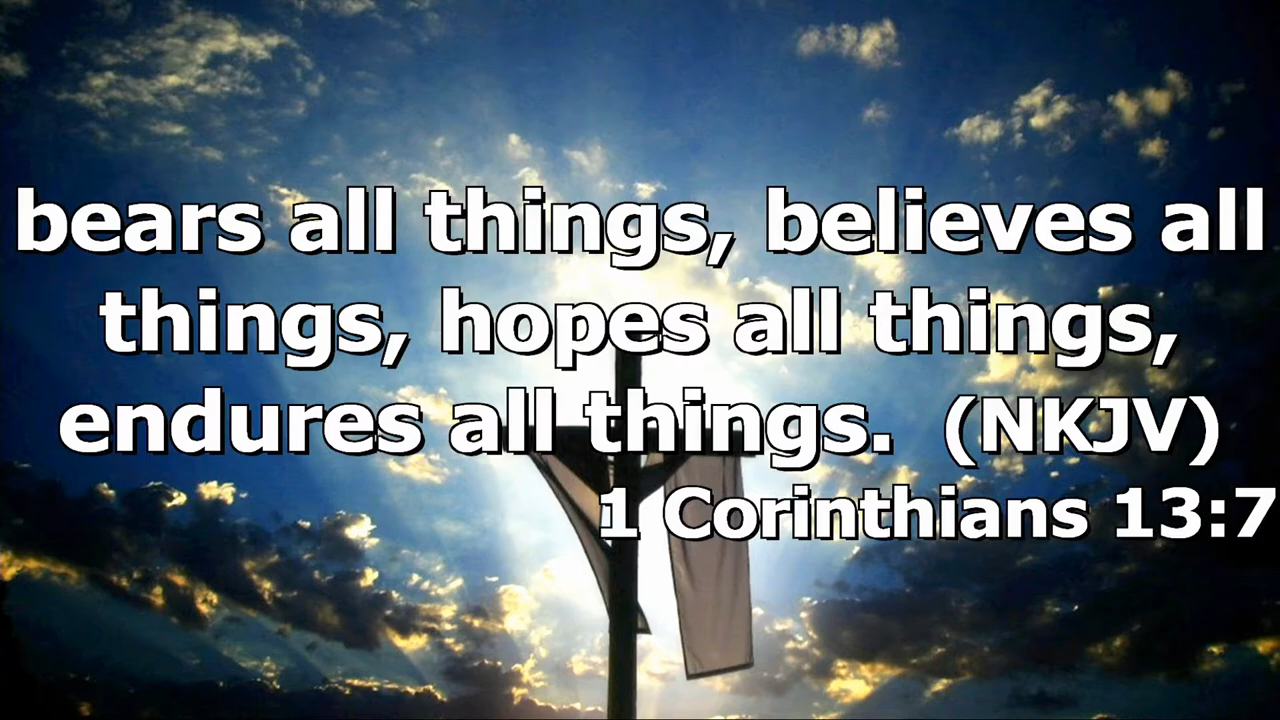 bears all things, believes all
things, hopes all things,
endures all things.  (NKJV)
1 Corinthians 13:7